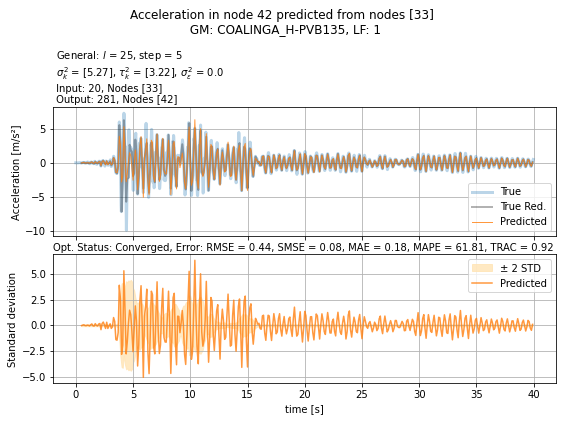 Acceleration in node 42 predicted from nodes [33]
GM: COALINGA_H-PVB135, LF: 1
General: l = 25, step = 5
σ²ₖ = [5.27], τ²ₖ = [3.22], σ²ₑ = 0.0
Input: 20, Nodes [33]
Output: 281, Nodes [42]
Acceleration [m/s²]
5
0
−5
−10
True
True Red.
Predicted
Opt. Status: Converged, Error: RMSE = 0.44, SMSE = 0.08, MAE = 0.18, MAPE = 61.81, TRAC = 0.92
Standard deviation
5.0
2.5
0.0
−2.5
−5.0
± 2 STD
Predicted
0 5 10 15 20 25 30 35 40
time [s]